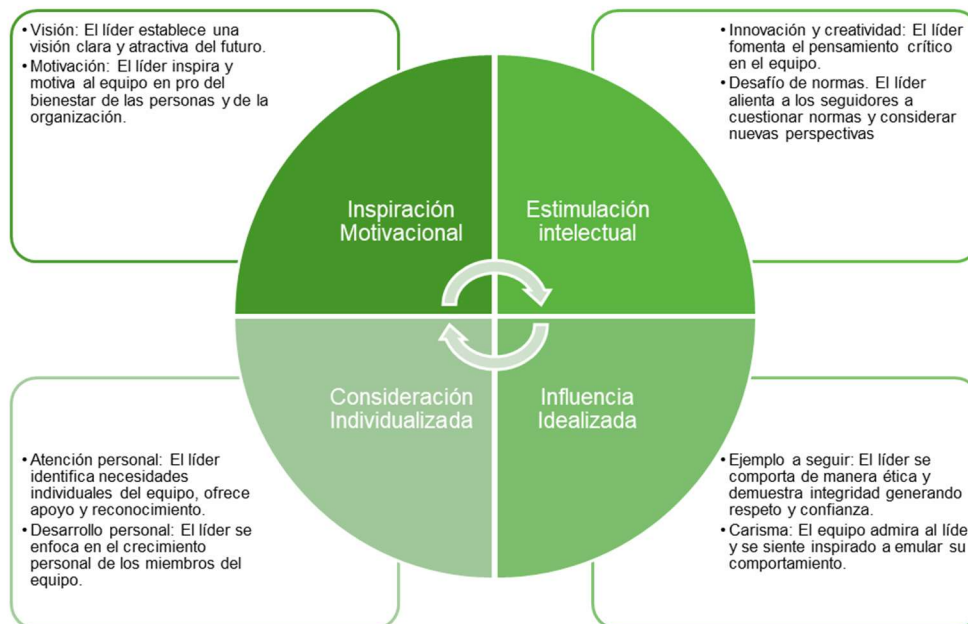 • Visión: El líder establece una
visión clara y atractiva del futuro.
• Motivación: El líder inspira y
motiva al equipo en pro del
bienestar de las personas y de la
organización.
• Innovación y creatividad: El líder
fomenta el pensamiento crítico
en el equipo.
• Desafío de normas. El líder
alienta a los seguidores a
cuestionar normas y considerar
nuevas perspectivas
Inspiración
Motivacional
Estimulación
intelectual
Consideración
Individualizada
Influencia
Idealizada
• Atención personal: El líder
identifica necesidades
individuales del equipo, ofrece
apoyo y reconocimiento.
• Desarrollo personal: El líder se
enfoca en el crecimiento
personal de los miembros del
equipo.
• Ejemplo a seguir: El líder se
comporta de manera ética y
demuestra integridad generando
respeto y confianza.
• Carisma: El equipo admira al líde
y se siente inspirado a emular su
comportamiento.